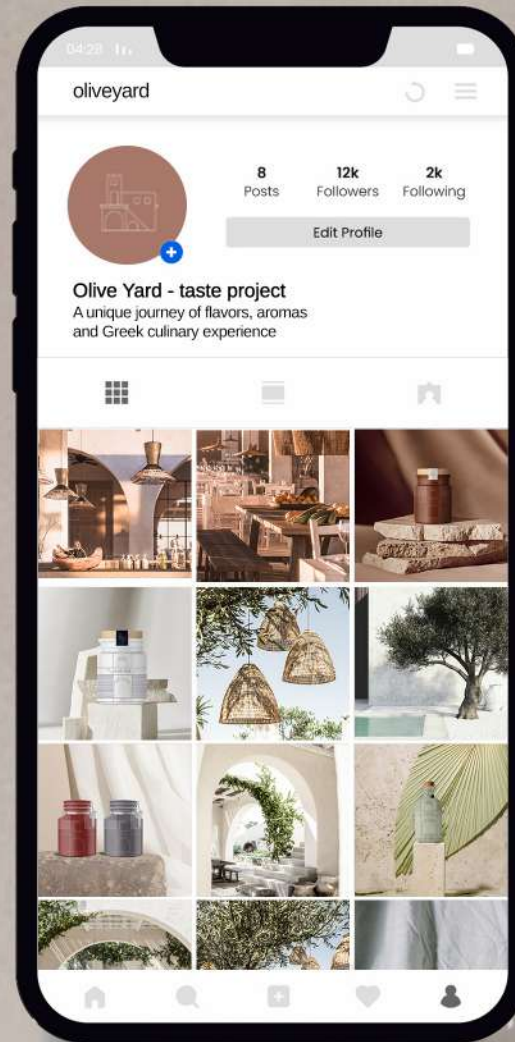 04:28
oliveyard
8 12k 2k
Posts Followers Following
Edit Profile
Olive Yard - taste project
A unique journey of flavors, aromas
and Greek culinary experience